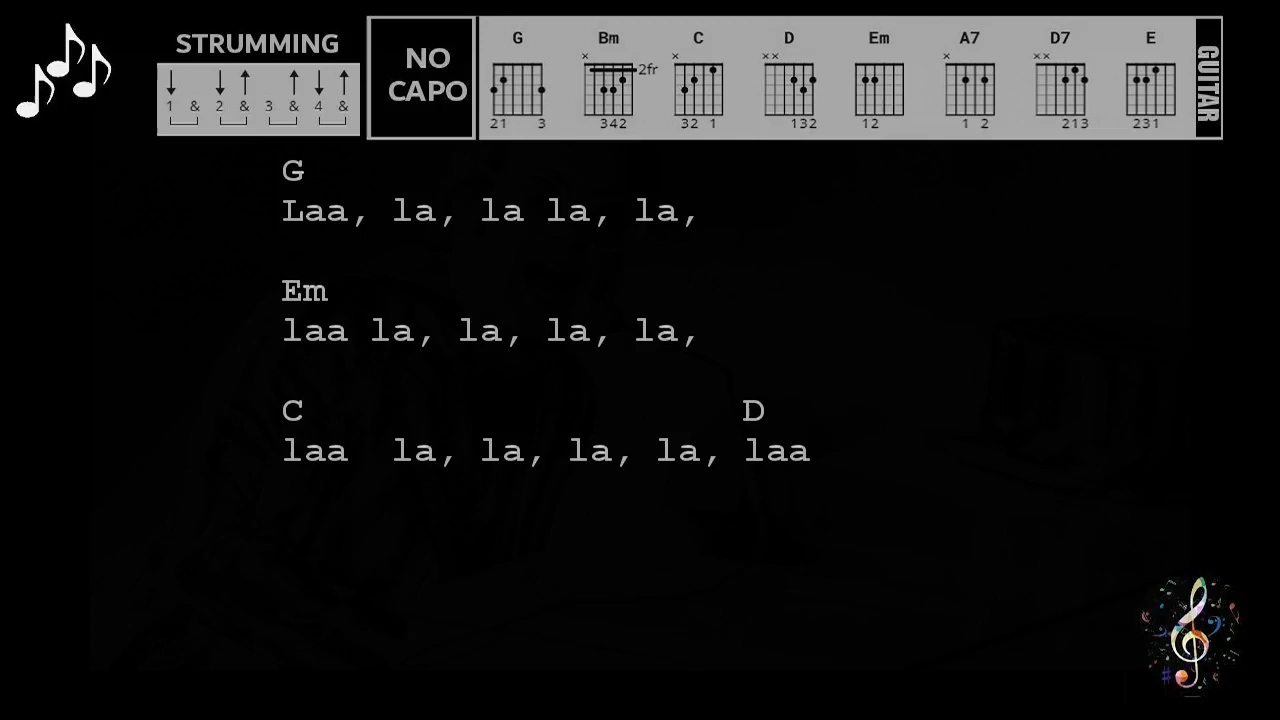 STRUMMING
1 & 2 & 3 & 4 &
NO
CAPO
G Bm C D Em A7 D7 E
× × ×× × ××
2fr
21 3 342 32 1 132 12 1 2 213 231
GUITAR
G
Laa, la, la la, la,
Em
laa la, la, la, la,
C D
laa la, la, la, la, laa